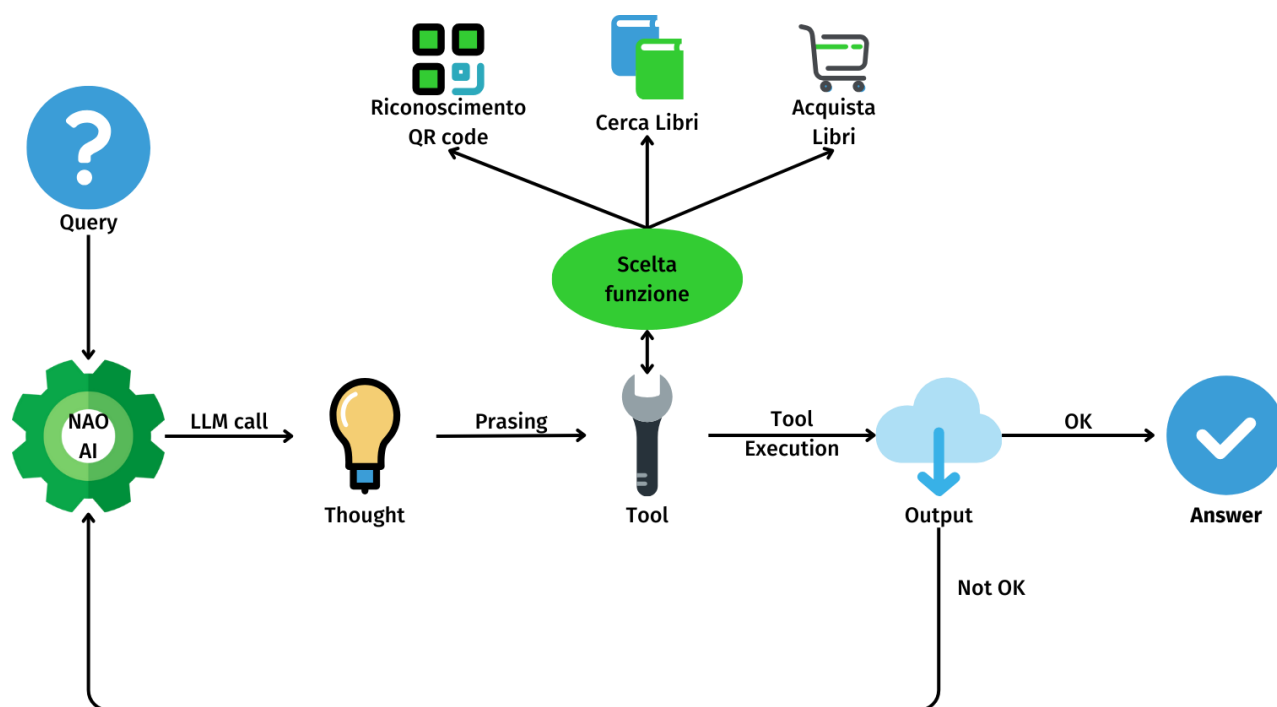 Riconoscimento
QR code
Cerca Libri
Acquista
Libri
Query
Scelta
funzione
NAO
AI
LLM call
Prasing
Tool
Execution
OK
Thought
Tool
Output
Answer
Not OK